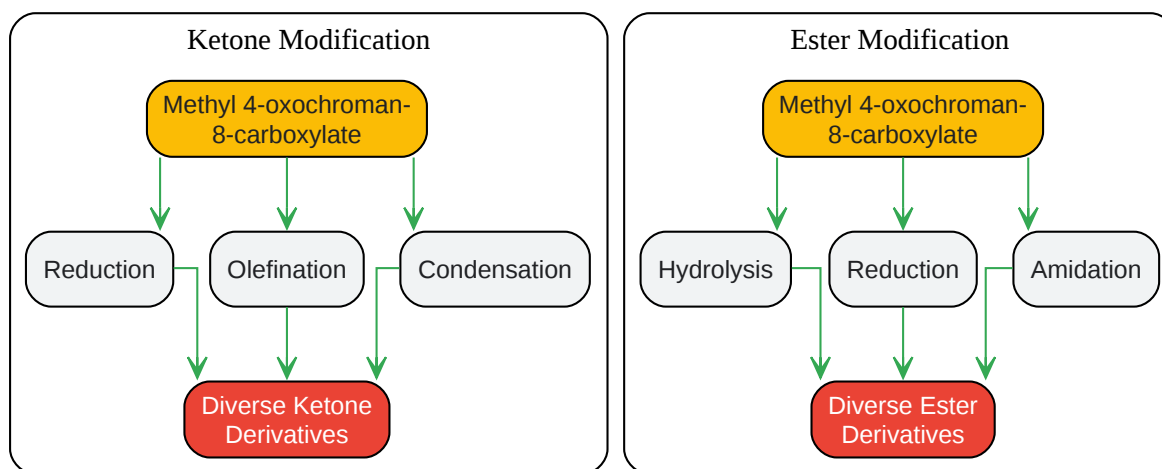 Ketone Modification
Methyl 4-oxochroman-
8-carboxylate
Reduction
Olefination
Condensation
Diverse Ketone
Derivatives
Ester Modification
Methyl 4-oxochroman-
8-carboxylate
Hydrolysis
Reduction
Amidation
Diverse Ester
Derivatives